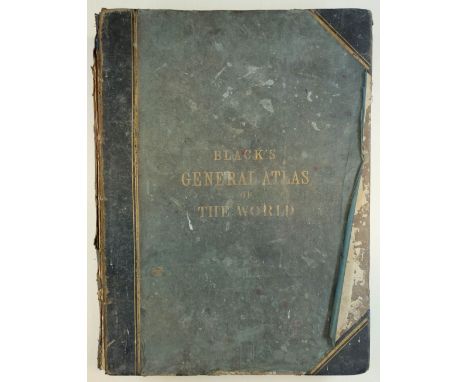 BLACK'S
GENERAL ATLAS
OF
THE WORLD